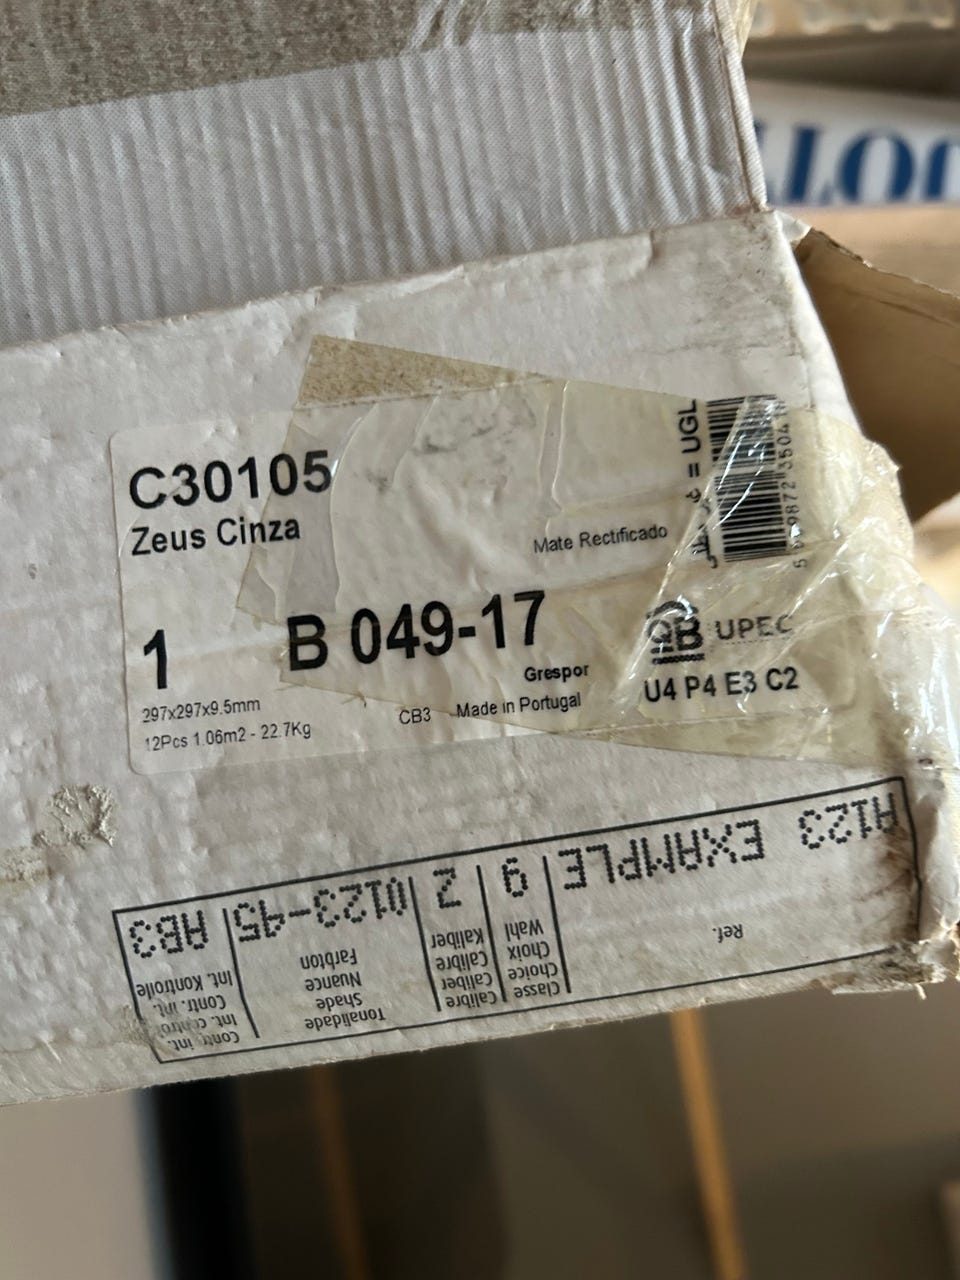 C30105
Zeus Cinza
Mate Rectificado
= UGL
1 B 049-17
Grespor
297x297x9.5mm
CB3 Made in Portugal
12Pcs 1.06m2 - 22.7Kg
QB UPEC
U4 P4 E3 C2
Ref.
A123 EXAMPLE
Classe
Choice
Choix
Wahl
9
Calibre
Caliber
Calibre
Kaliber
Z
Tonalidade
Shade
Nuance
Farbton
0123-45
Contr. int.
Int. control
Contr. int.
Int. Kontrolle
AB3